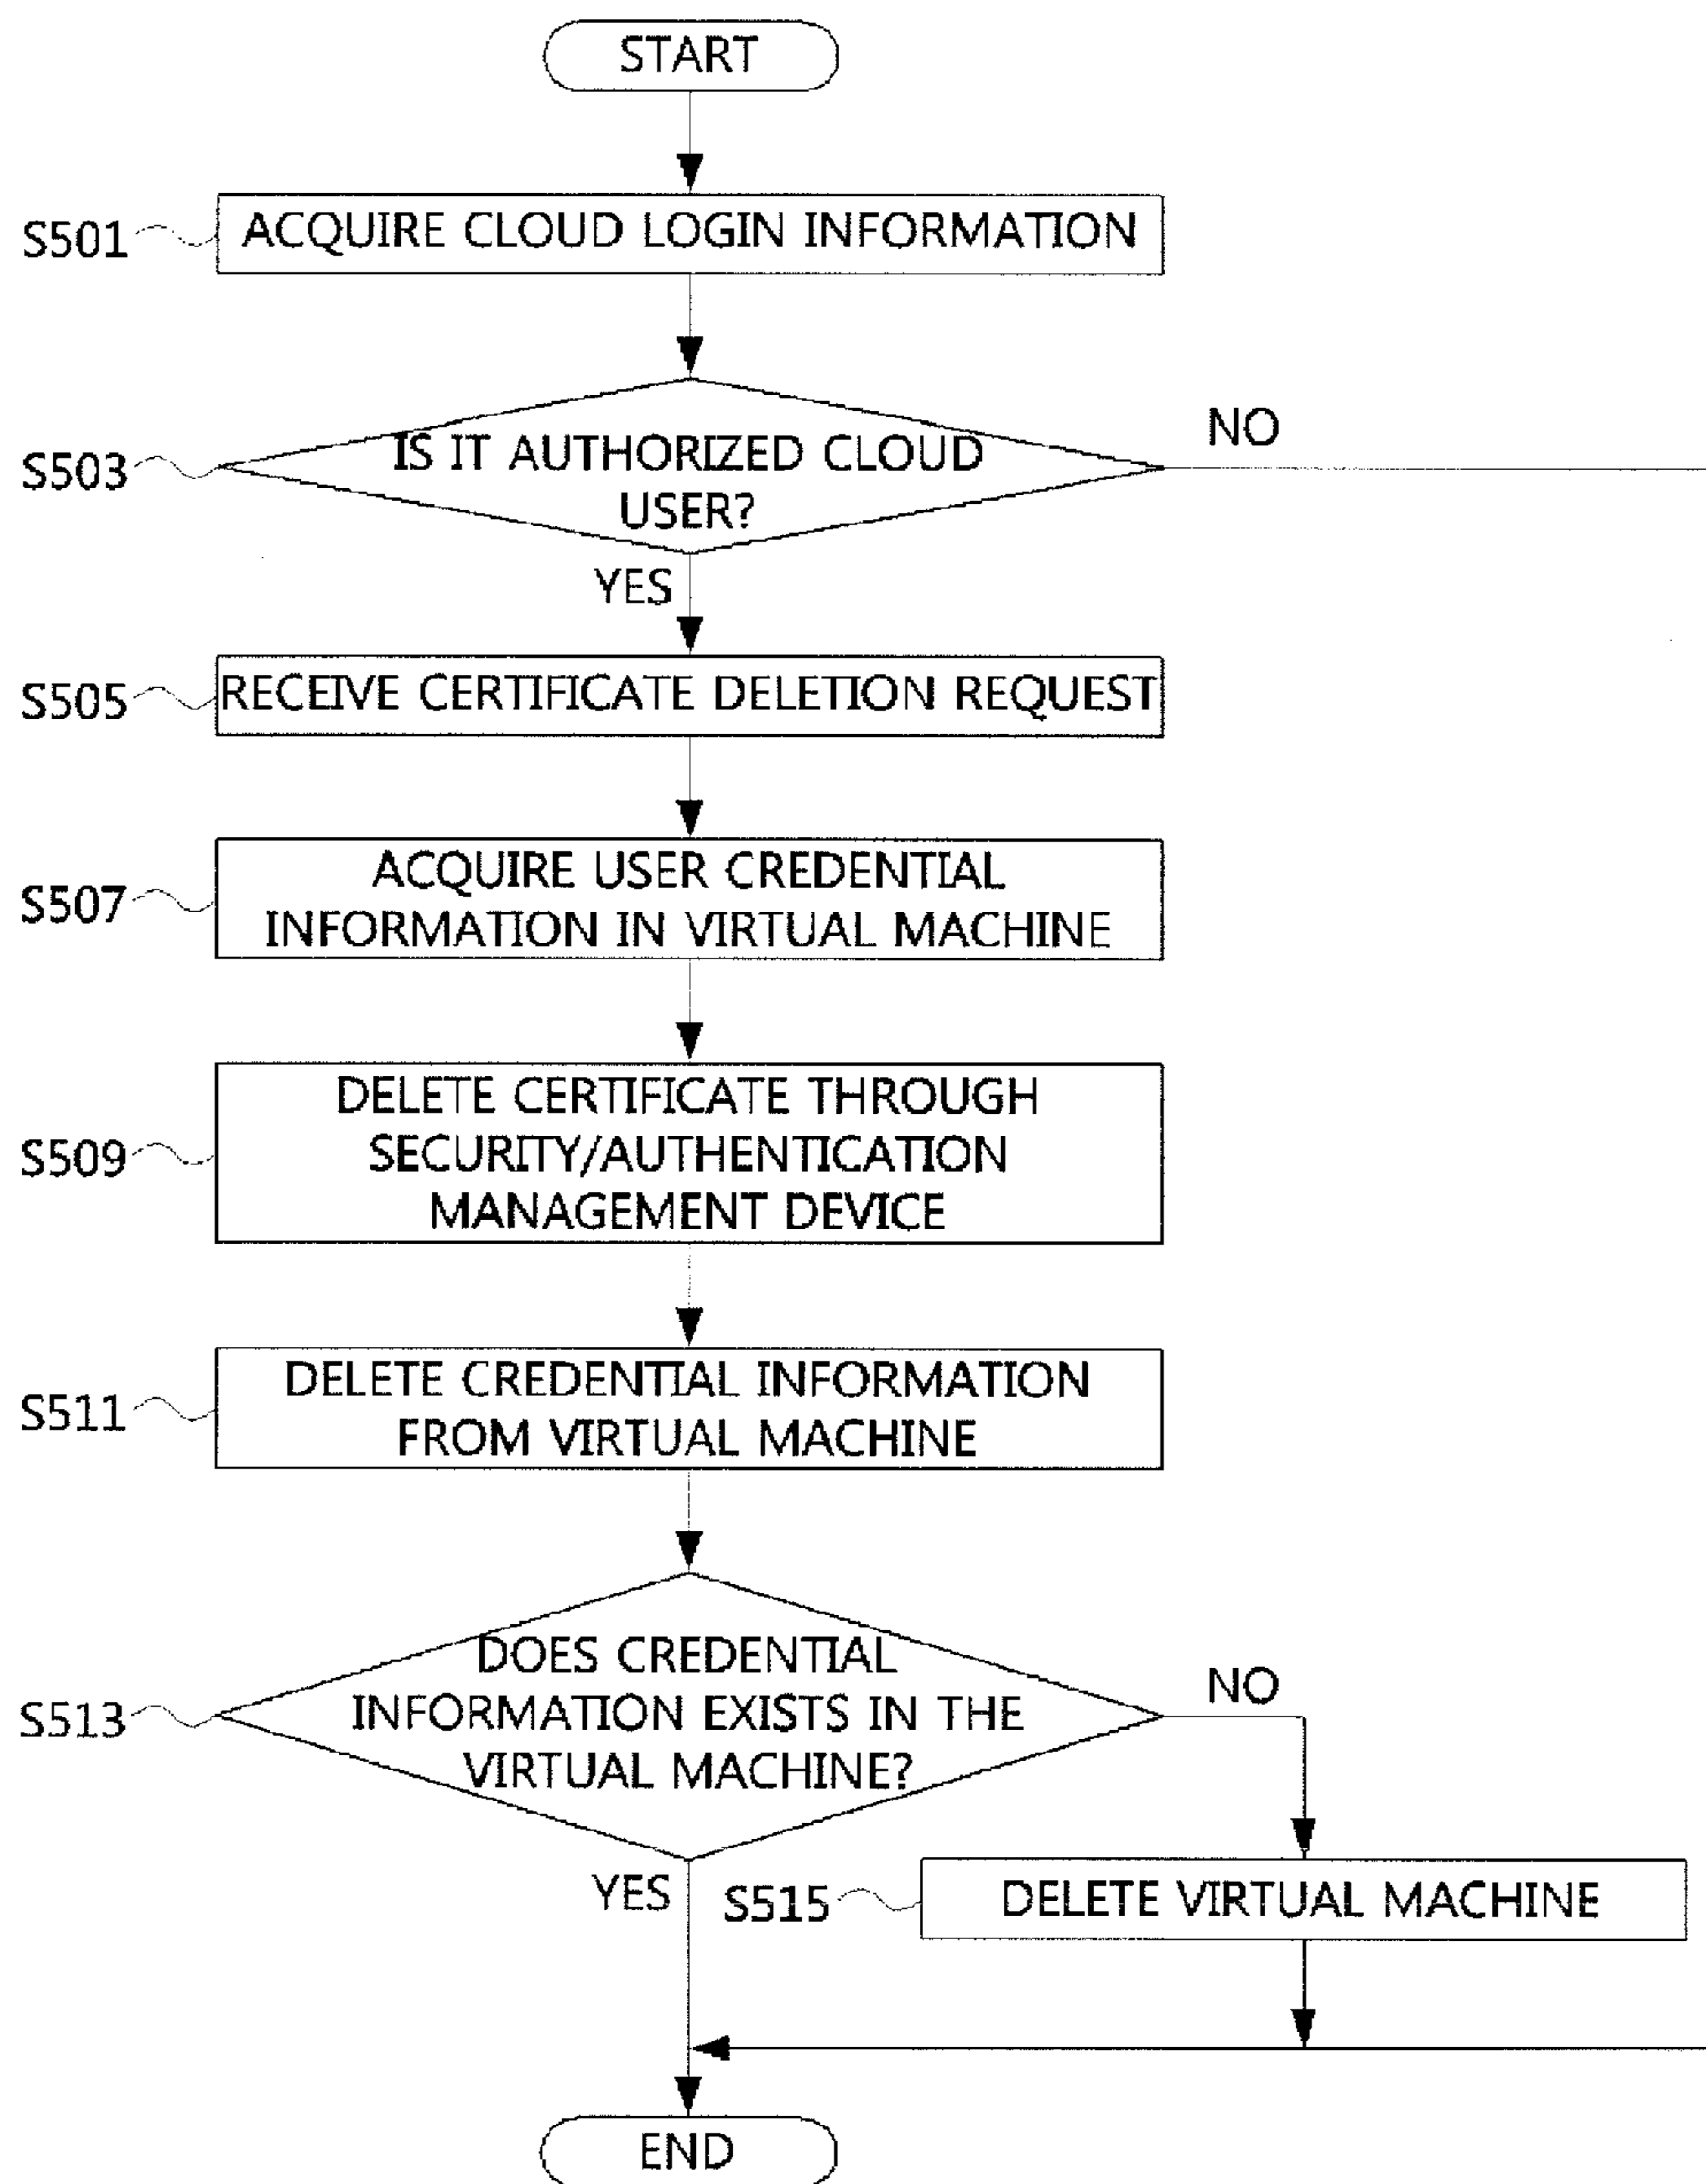 START
S501
ACQUIRE CLOUD LOGIN INFORMATION
S503
IS IT AUTHORIZED CLOUD
USER?
NO
YES
S505
RECEIVE CERTIFICATE DELETION REQUEST
S507
ACQUIRE USER CREDENTIAL
INFORMATION IN VIRTUAL MACHINE
S509
DELETE CERTIFICATE THROUGH
SECURITY/AUTHENTICATION
MANAGEMENT DEVICE
S511
DELETE CREDENTIAL INFORMATION
FROM VIRTUAL MACHINE
S513
DOES CREDENTIAL
INFORMATION EXISTS IN THE
VIRTUAL MACHINE?
NO
YES
S515
DELETE VIRTUAL MACHINE
END